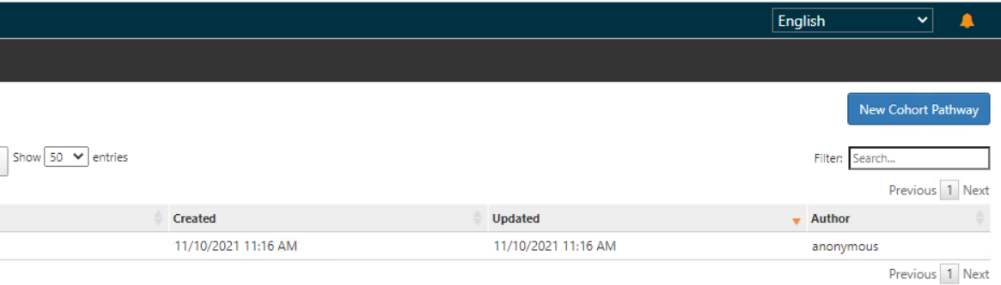 English
New Cohort Pathway
Show 50 entries
Filter: Search...
Previous 1 Next
Created Updated Author
11/10/2021 11:16 AM 11/10/2021 11:16 AM anonymous
Previous 1 Next